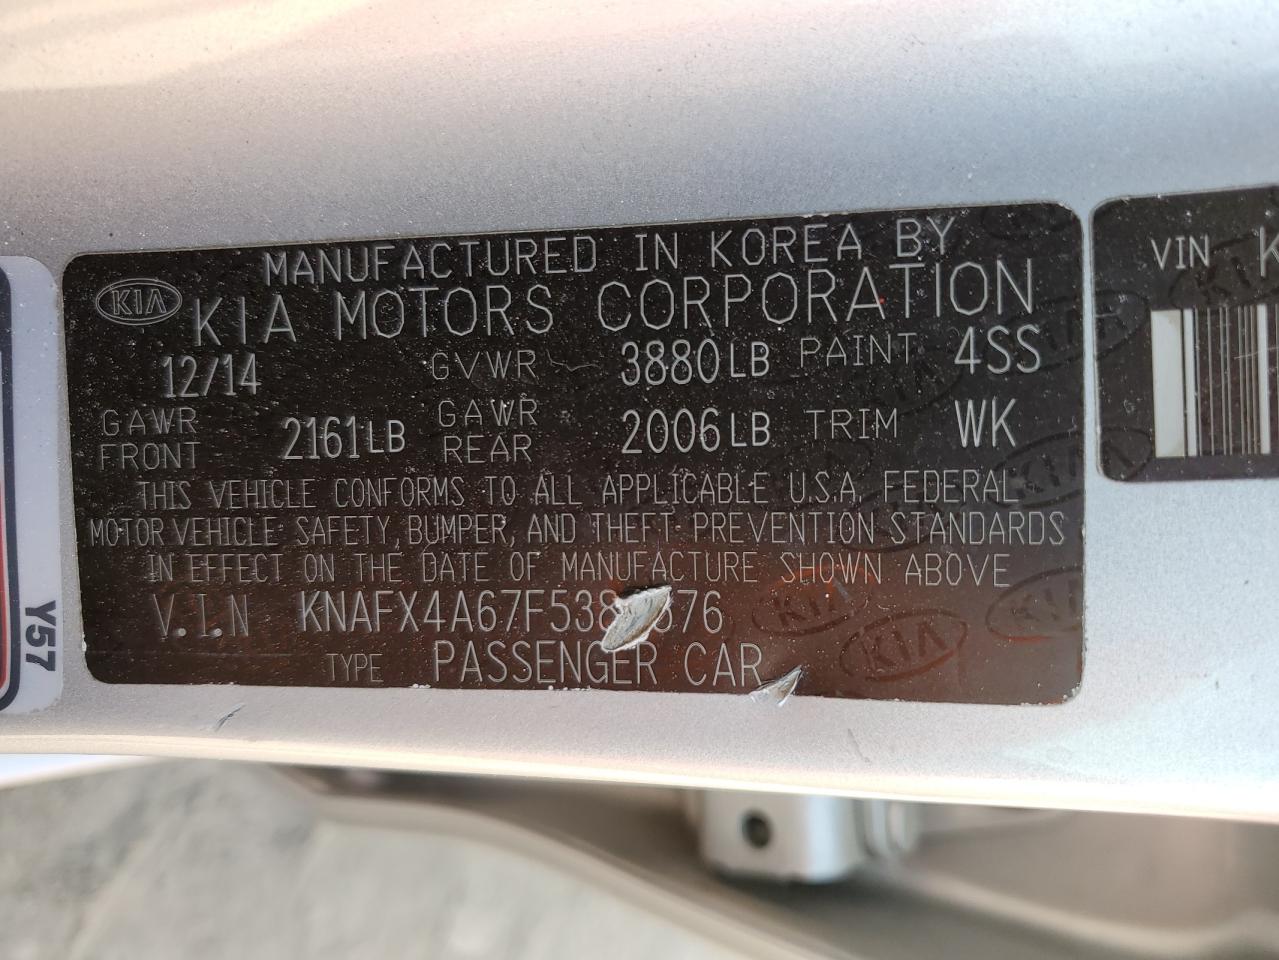 MANUFACTURED IN KOREA BY
KIA KIA MOTORS CORPORATION
12/14 GVWR 3880LB PAINT 4SS
GAWR FRONT 2161LB GAWR REAR 2006LB TRIM WK
THIS VEHICLE CONFORMS TO ALL APPLICABLE U.S.A. FEDERAL
MOTOR VEHICLE SAFETY, BUMPER, AND THEFT PREVENTION STANDARDS
IN EFFECT ON THE DATE OF MANUFACTURE SHOWN ABOVE
V.I.N
TYPE PASSENGER CAR
VIN K
Y57